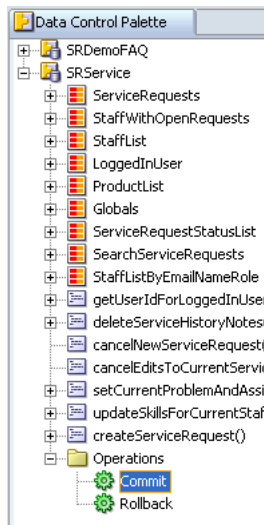 Data Control Palette
SRDemoFAQ
SRService
ServiceRequests
StaffWithOpenRequests
StaffList
LoggedInUser
ProductList
Globals
ServiceRequestStatusList
SearchServiceRequests
StaffListByEmailNameRole
getUserIdForLoggedInUser
deleteServiceHistoryNotes
cancelNewServiceRequest(
cancelEditsToCurrentServi
setCurrentProblemAndAssi
updateSkillsForCurrentStaf
createServiceRequest()
Operations
Commit
Rollback